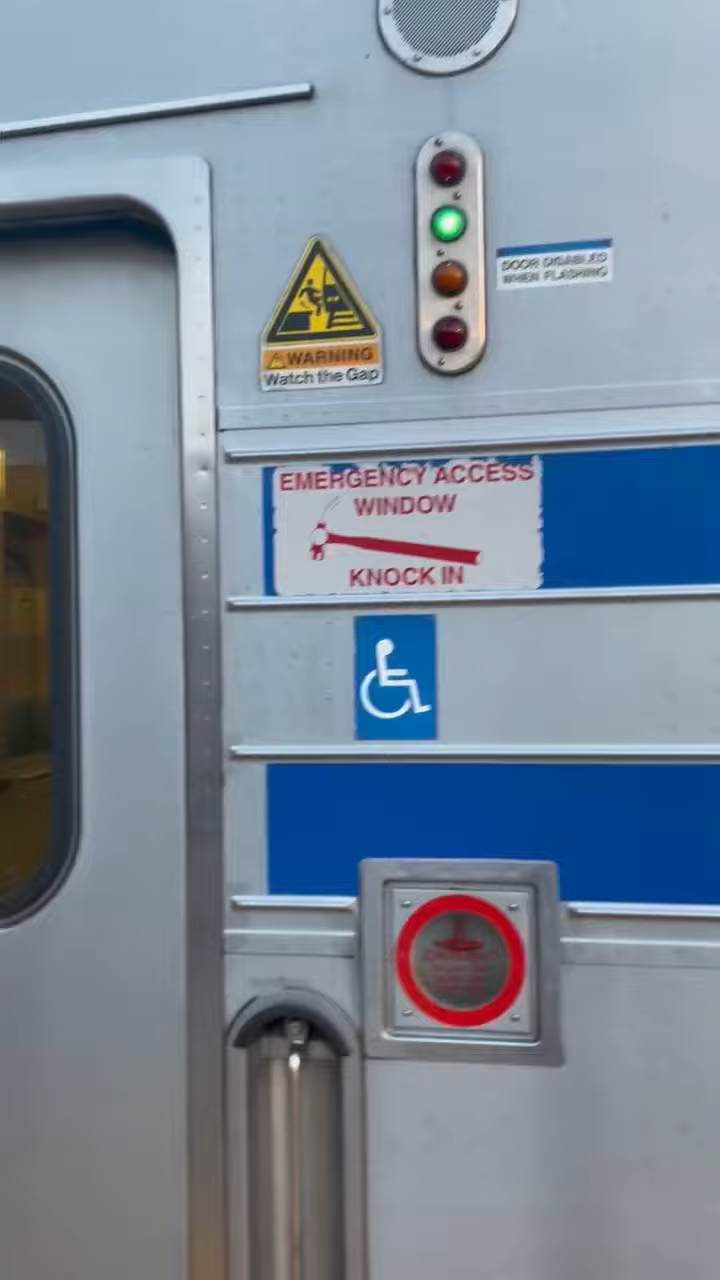 DOOR DISABLED
WHEN FLASHING
WARNING
Watch the Gap
EMERGENCY ACCESS
WINDOW
KNOCK IN